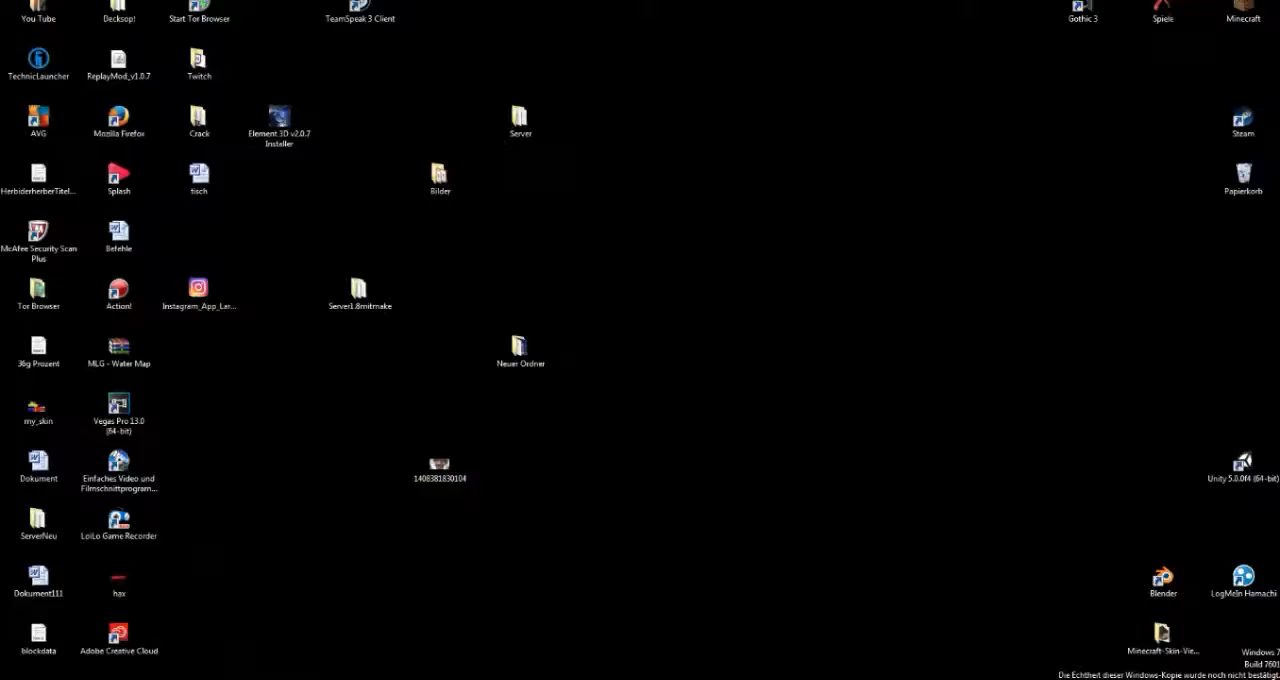 You Tube
Decksop!
Start Tor Browser
TeamSpeak 3 Client
Gothic 3
Spiele
Minecraft
TechnicLauncher
ReplayMod_v1.0.7
Twitch
AVG
Mozilla Firefox
Crack
Element 3D v2.0.7
Installer
Server
Steam
HerbiderherberTitel...
Splash
tisch
Bilder
Papierkorb
McAfee Security Scan
Plus
Befehle
Tor Browser
Action!
Instagram_App_Lar...
Server1.8mitmake
36g Prozent
MLG - Water Map
Neuer Ordner
my_skin
Vegas Pro 13.0
(64-bit)
Dokument
Einfaches Video und
Filmschnittprogram...
1408381830104
Unity 5.0.0f4 (64-bit)
ServerNeu
LoiLo Game Recorder
Dokument111
hax
Blender
LogMeIn Hamachi
blockdata
Adobe Creative Cloud
Minecraft-Skin-Vie...
Windows 7
Build 7601
Die Echtheit dieser Windows-Kopie wurde noch nicht bestätigt.